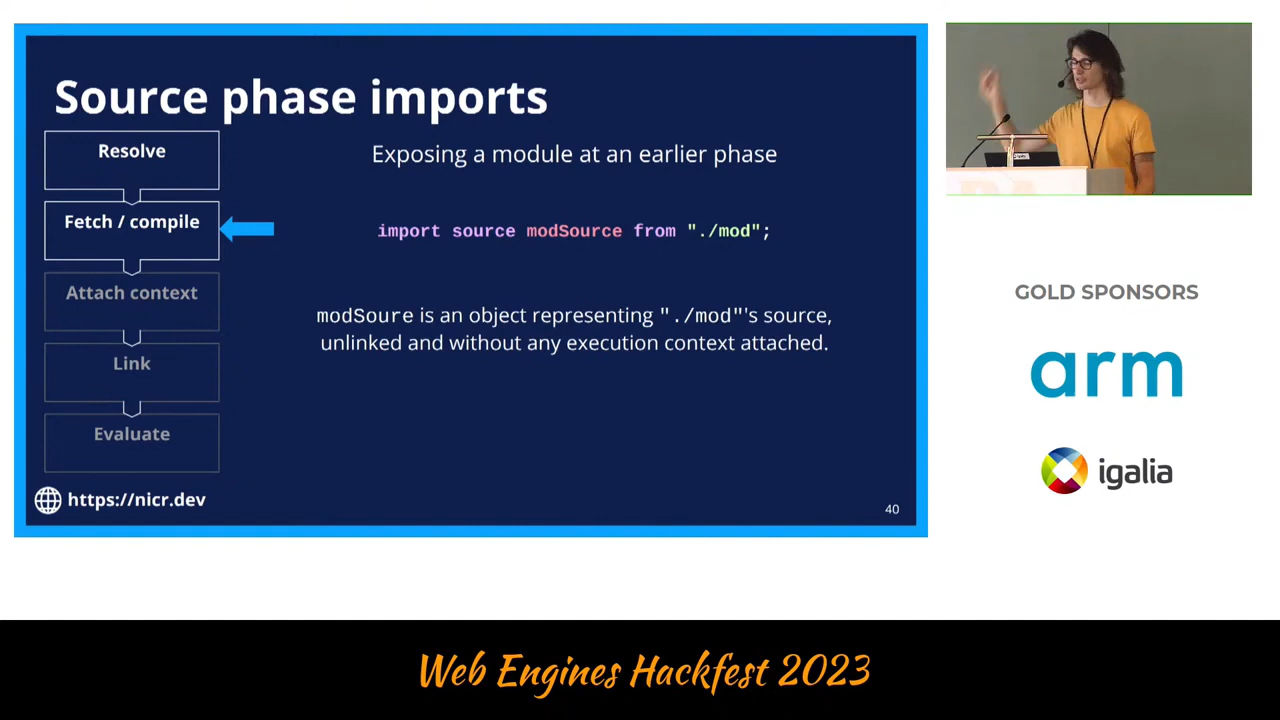 Source phase imports
Resolve
Fetch / compile
Attach context
Link
Evaluate
Exposing a module at an earlier phase
import source modSource from "./mod";
modSoure is an object representing "./mod"'s source,
unlinked and without any execution context attached.
https://nicr.dev
40
GOLD SPONSORS
arm
igalia
Web Engines Hackfest 2023